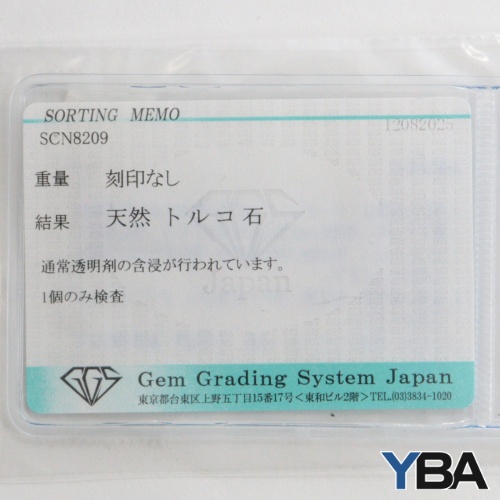 SORTING MEMO
SCN8209
12082025
重量 刻印なし
結果 天然 トルコ石
通常透明剤の含浸が行われています。
1個のみ検査
GGS
Japan
GGS
Gem Grading System Japan
東京都台東区上野五丁目15番17号<東和ビル2階>TEL.(03)3834-1020
YBA